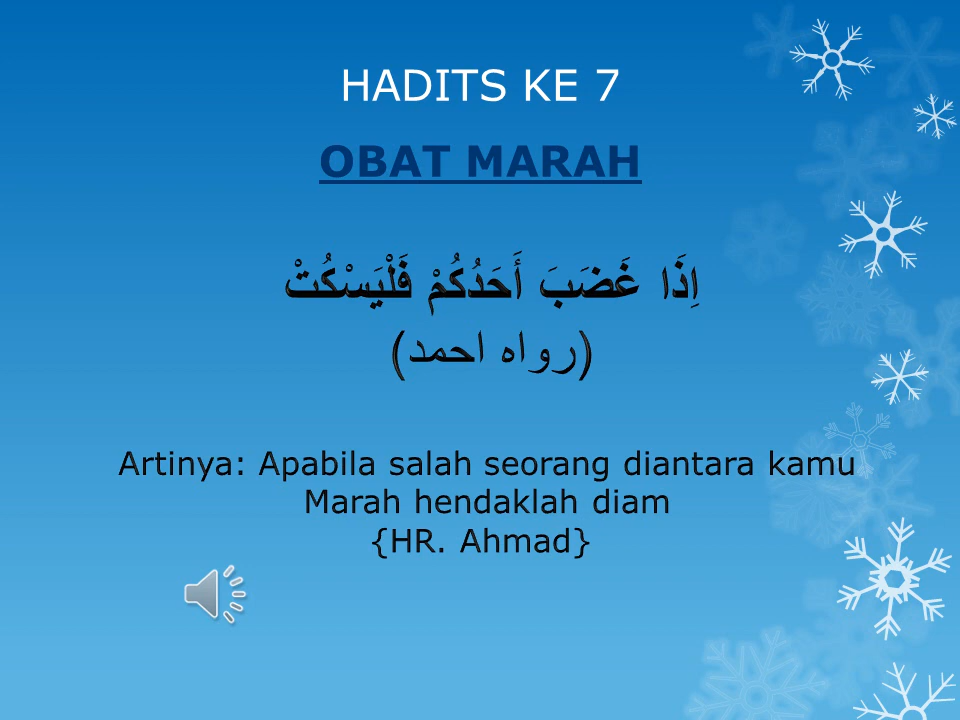 HADITS KE 7
OBAT MARAH
اِذَا غَضَبَ أَحَدُكُمْ فَلْيَسْكُتْ
(رواه احمد)
Artinya: Apabila salah seorang diantara kamu
Marah hendaklah diam
{HR. Ahmad}